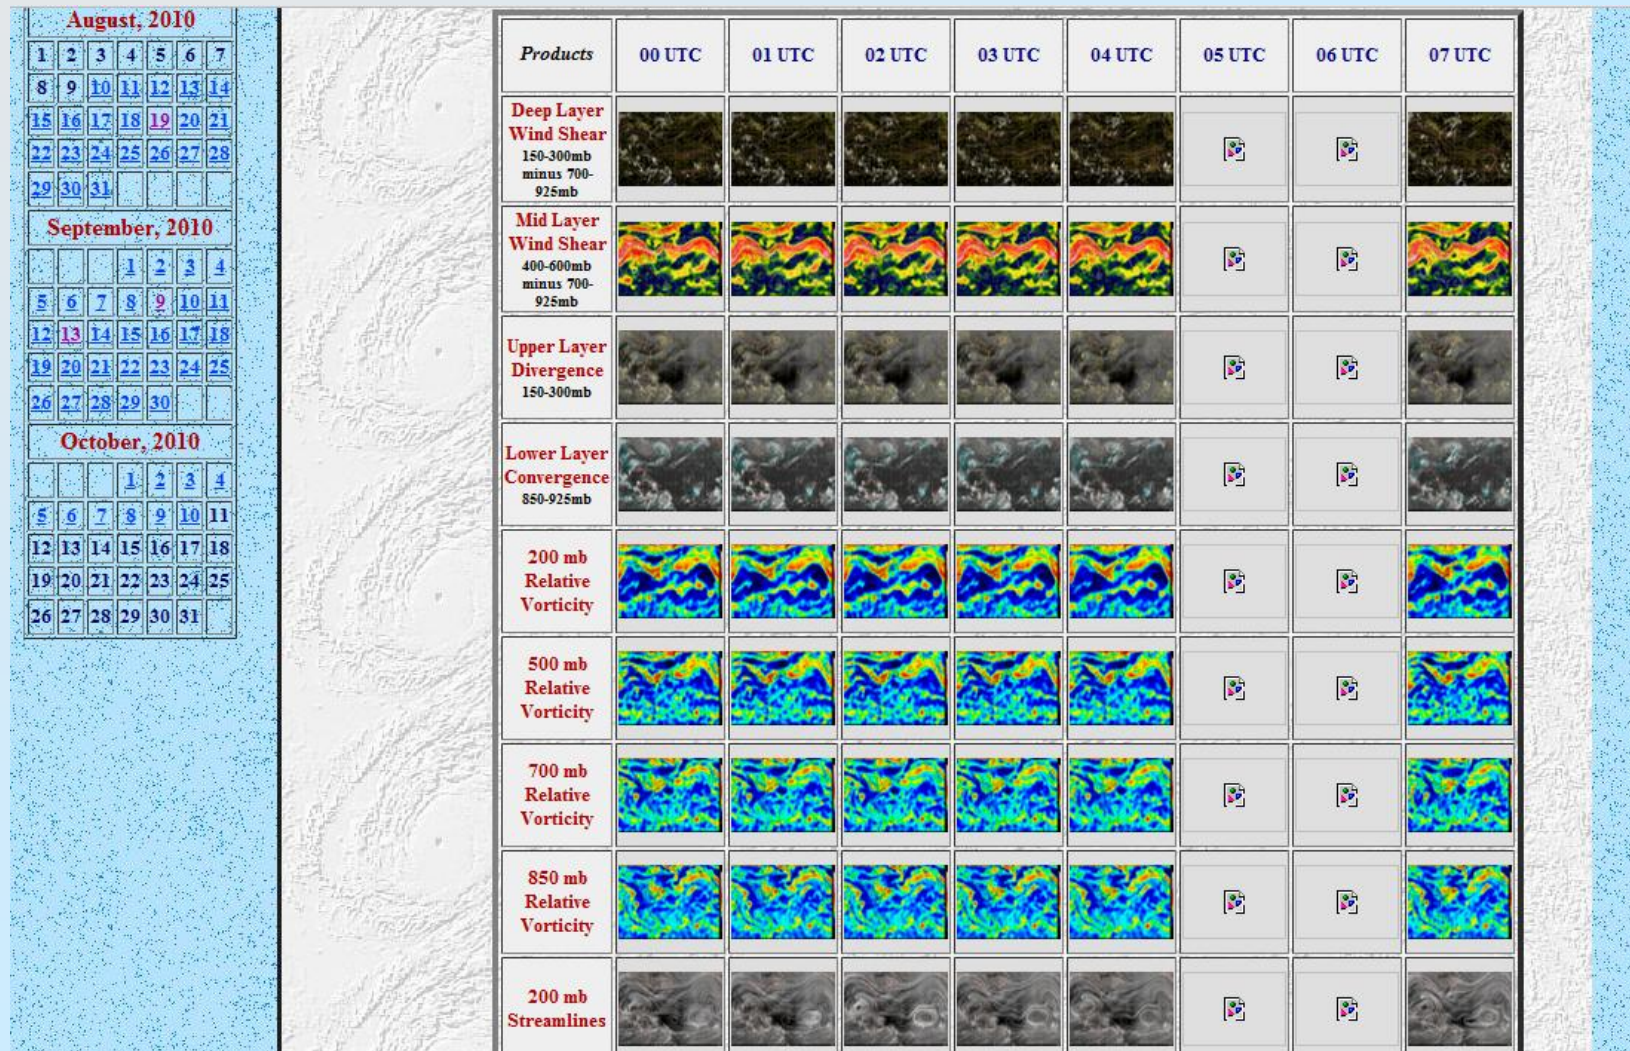 August, 2010
1 2 3 4 5 6 7
8 9 10 11 12 13 14
15 16 17 18 19 20 21
22 23 24 25 26 27 28
29 30 31
September, 2010
1 2 3 4
5 6 7 8 9 10 11
12 13 14 15 16 17 18
19 20 21 22 23 24 25
26 27 28 29 30
October, 2010
1 2 3 4
5 6 7 8 9 10 11
12 13 14 15 16 17 18
19 20 21 22 23 24 25
26 27 28 29 30 31
Products 00 UTC 01 UTC 02 UTC 03 UTC 04 UTC 05 UTC 06 UTC 07 UTC
Deep Layer
Wind Shear
150-300mb
minus 700-
925mb
Mid Layer
Wind Shear
400-600mb
minus 700-
925mb
Upper Layer
Divergence
150-300mb
Lower Layer
Convergence
850-925mb
200 mb
Relative
Vorticity
500 mb
Relative
Vorticity
700 mb
Relative
Vorticity
850 mb
Relative
Vorticity
200 mb
Streamlines